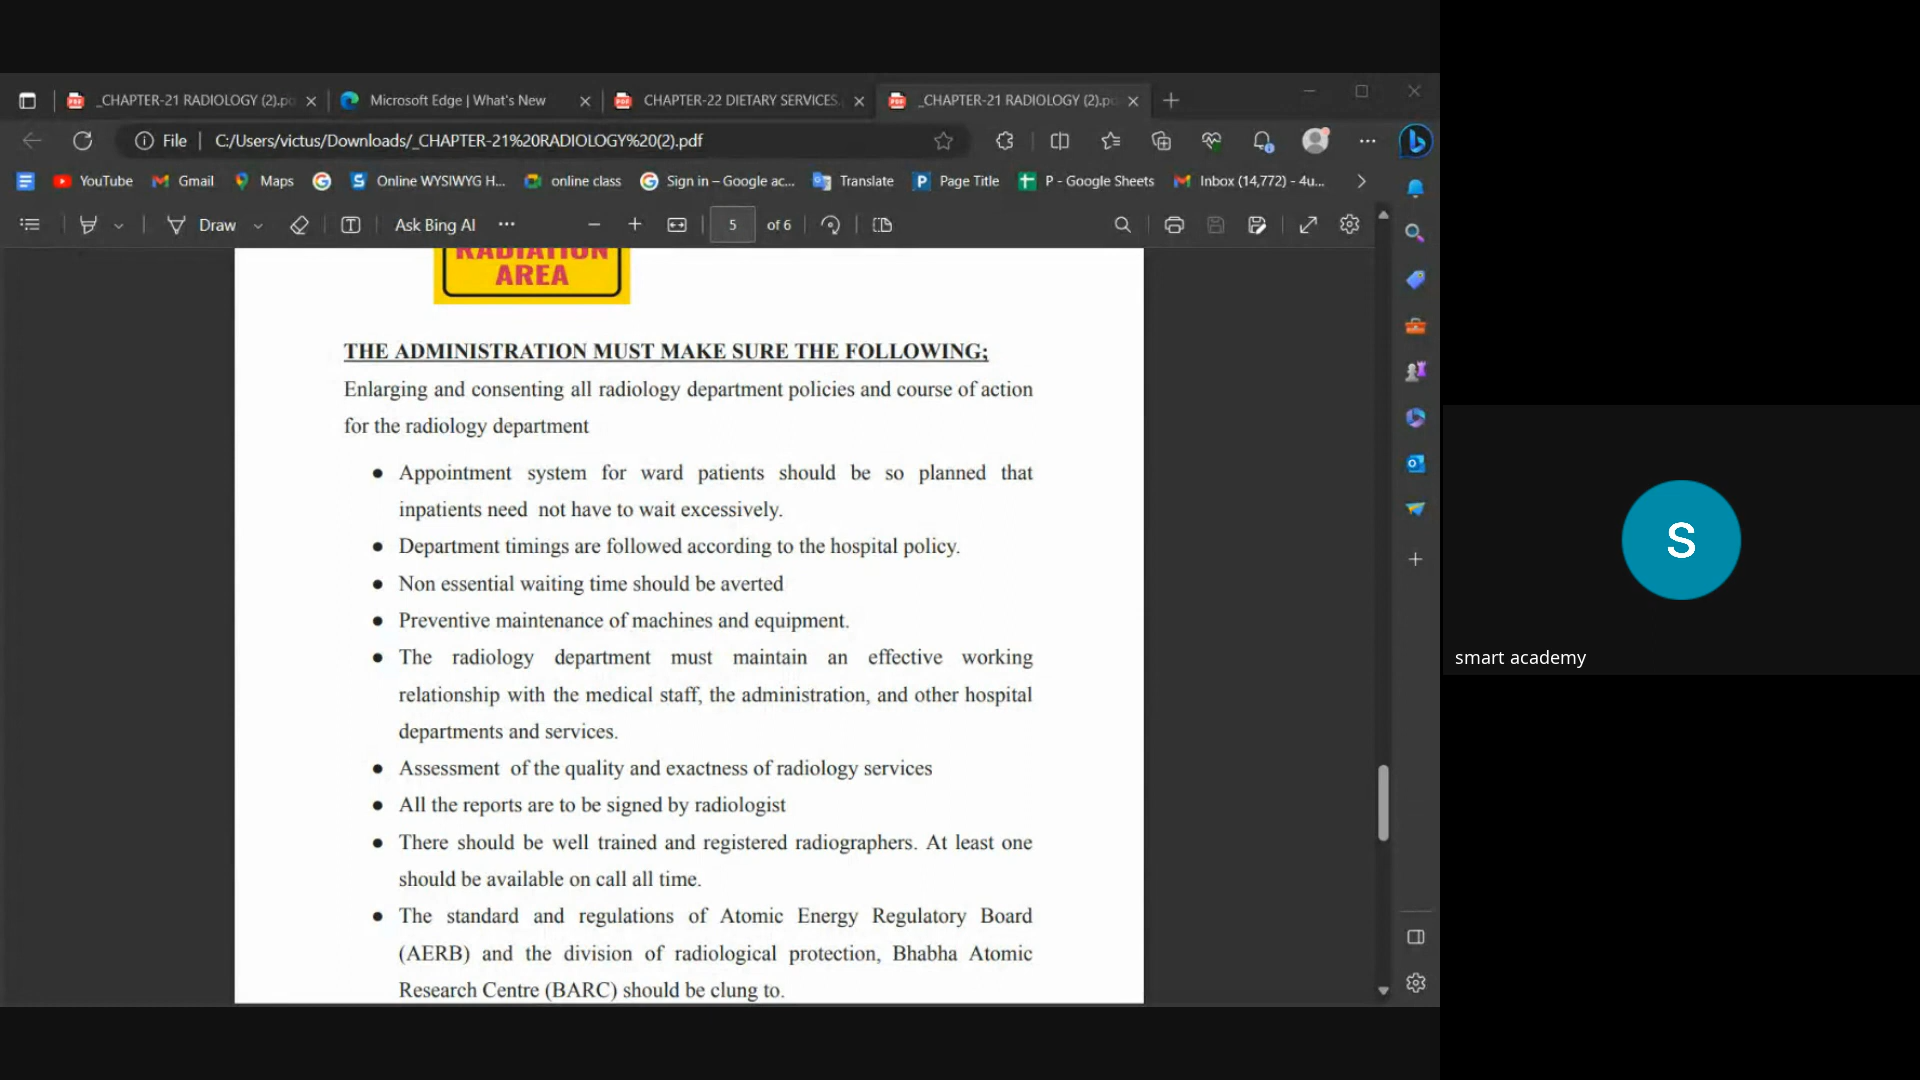 _CHAPTER-21 RADIOLOGY (2).po
Microsoft Edge | What's New
CHAPTER-22 DIETARY SERVICES.
_CHAPTER-21 RADIOLOGY (2).po
File
C:/Users/victus/Downloads/_CHAPTER-21%20RADIOLOGY%20(2).pdf
YouTube
Gmail
Maps
Online WYSIWYG H...
online class
Sign in – Google ac...
Translate
Page Title
P - Google Sheets
Inbox (14,772) - 4u...
Draw
Ask Bing AI
5
of 6
RADIATION
AREA
THE ADMINISTRATION MUST MAKE SURE THE FOLLOWING;
Enlarging and consenting all radiology department policies and course of action
for the radiology department
● Appointment system for ward patients should be so planned that
inpatients need not have to wait excessively.
● Department timings are followed according to the hospital policy.
● Non essential waiting time should be averted
● Preventive maintenance of machines and equipment.
● The radiology department must maintain an effective working
relationship with the medical staff, the administration, and other hospital
departments and services.
● Assessment of the quality and exactness of radiology services
● All the reports are to be signed by radiologist
● There should be well trained and registered radiographers. At least one
should be available on call all time.
● The standard and regulations of Atomic Energy Regulatory Board
(AERB) and the division of radiological protection, Bhabha Atomic
Research Centre (BARC) should be clung to.
S
smart academy